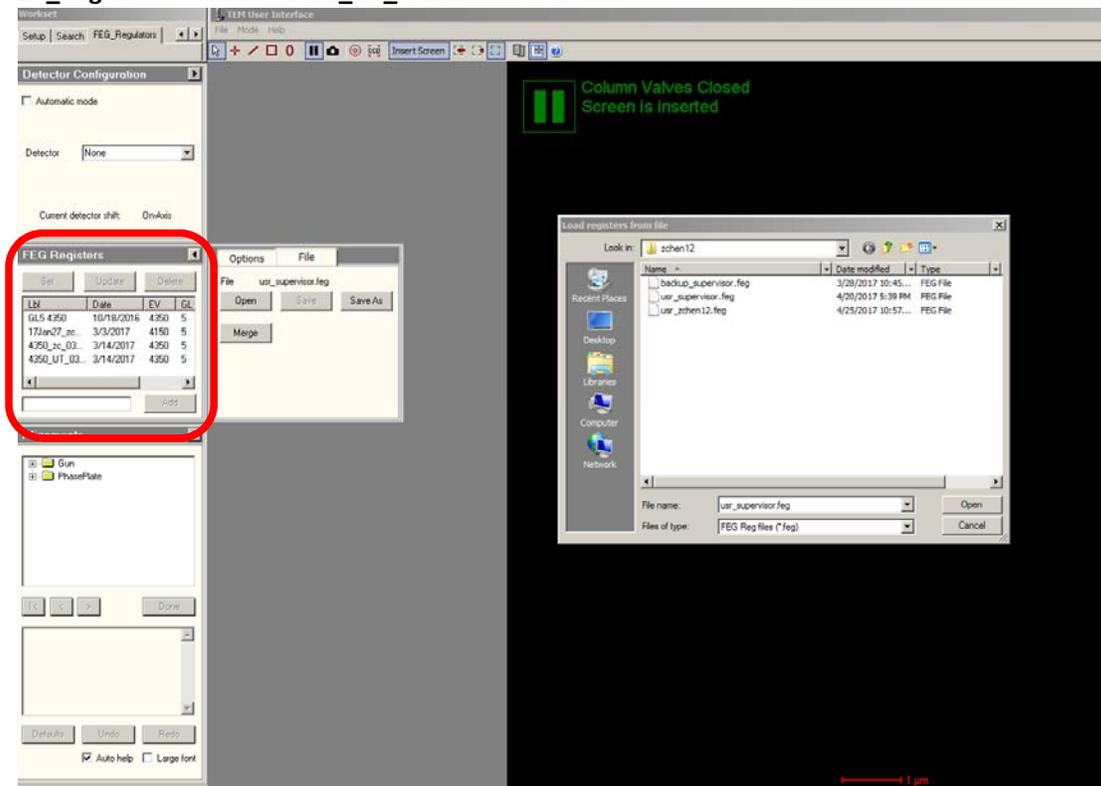 Workset
TEM User Interface
Setup Search FEG_Regulators
File Mode Help
Insert Screen
Detector Configuration
Automatic mode
Detector None
Current detector shift: On-Axis
Column Valves Closed
Screen is inserted
FEG Registers
Set Update Delete
Lbl Date EV GL
GL5 4350 10/18/2016 4350 5
17Jan27_zc... 3/3/2017 4150 5
4350_zc_03... 3/14/2017 4350 5
4350_UT_03... 3/14/2017 4350 5
Add
Options File
File usr_supervisor.feg
Open Save Save As
Merge
Load registers from file
Look in: zchen12
Name Date modified Type
backup_supervisor.feg 3/28/2017 10:45... FEG File
usr_supervisor.feg 4/20/2017 5:39 PM FEG File
usr_zchen12.feg 4/25/2017 10:57... FEG File
Recent Places
Desktop
Libraries
Computer
Network
File name: usr_supervisor.feg Open
Files of type: FEG Reg files (*.feg) Cancel
Gun
PhasePlate
Done
Defaults Undo Redo
Auto help Large font
1 µm